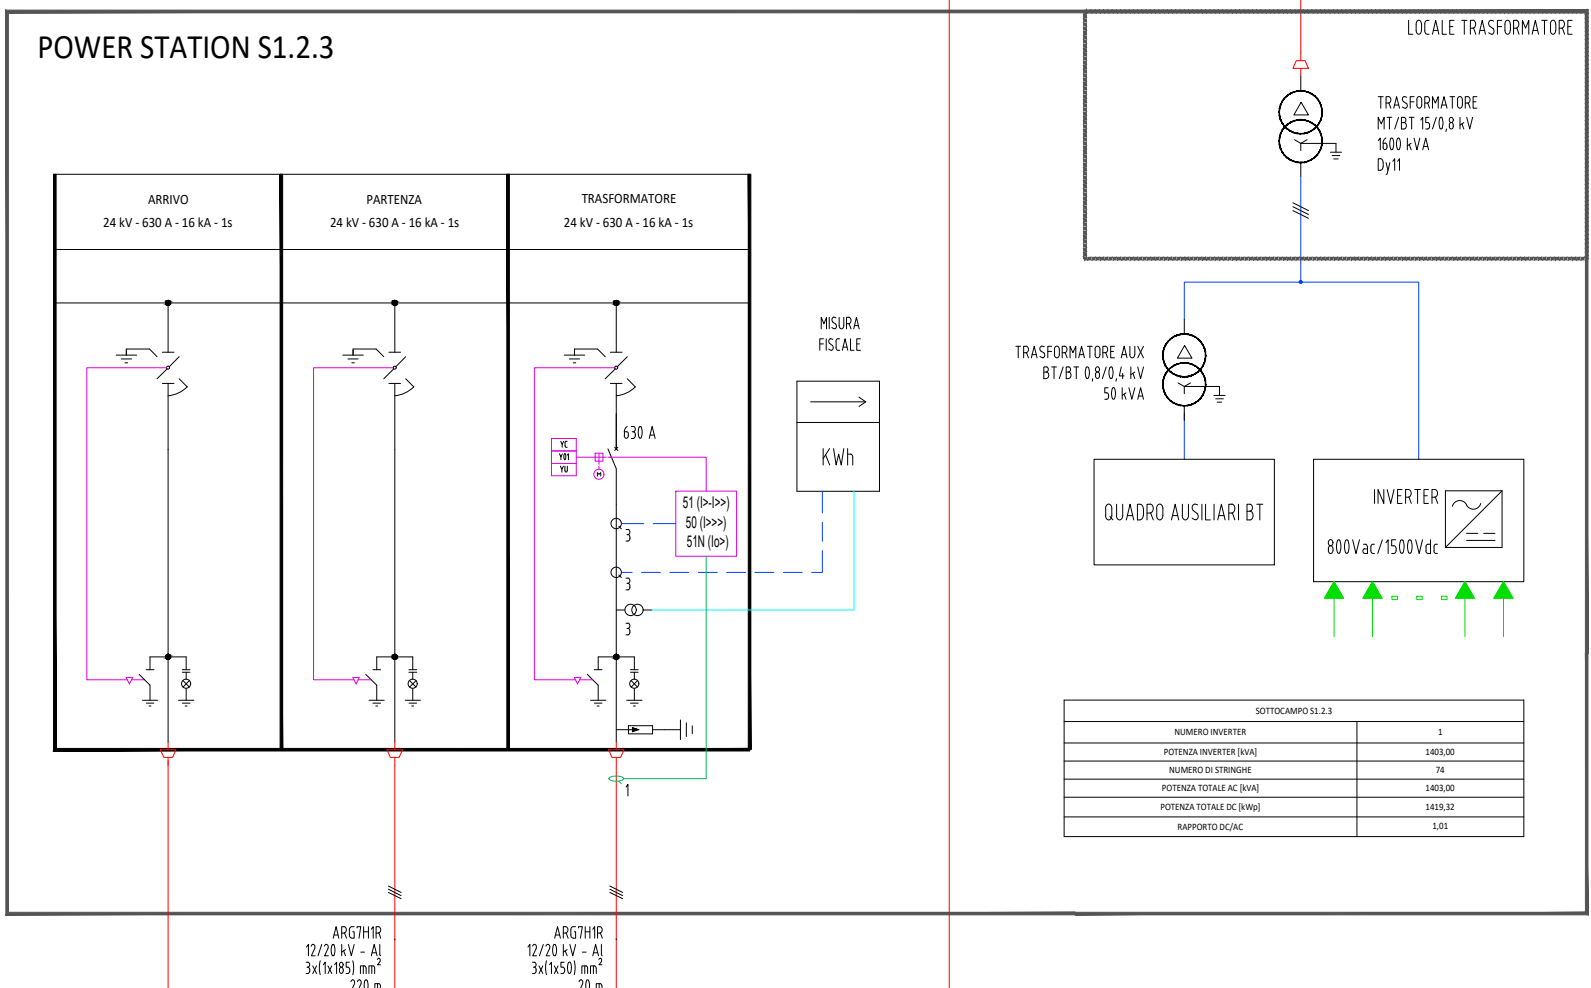 POWER STATION S1.2.3
LOCALE TRASFORMATORE
TRASFORMATORE
MT/BT 15/0,8 kV
1600 kVA
Dy11
ARRIVO
24 kV - 630 A - 16 kA - 1s
PARTENZA
24 kV - 630 A - 16 kA - 1s
TRASFORMATORE
24 kV - 630 A - 16 kA - 1s
MISURA
FISCALE
KWh
630 A
YC
Y01
YU
M
51 (I>-I>>)
50 (I>>>)
51N (Io>)
3
3
3
1
TRASFORMATORE AUX
BT/BT 0,8/0,4 kV
50 kVA
QUADRO AUSILIARI BT
INVERTER
800Vac/1500Vdc
SOTTOCAMPO S1.2.3
NUMERO INVERTER 1
POTENZA INVERTER [kVA] 1403,00
NUMERO DI STRINGHE 74
POTENZA TOTALE AC [kVA] 1403,00
POTENZA TOTALE DC [kWp] 1419,32
RAPPORTO DC/AC 1,01
ARG7H1R
12/20 kV - Al
3x(1x185) mm²
220 m
ARG7H1R
12/20 kV - Al
3x(1x50) mm²
20 m